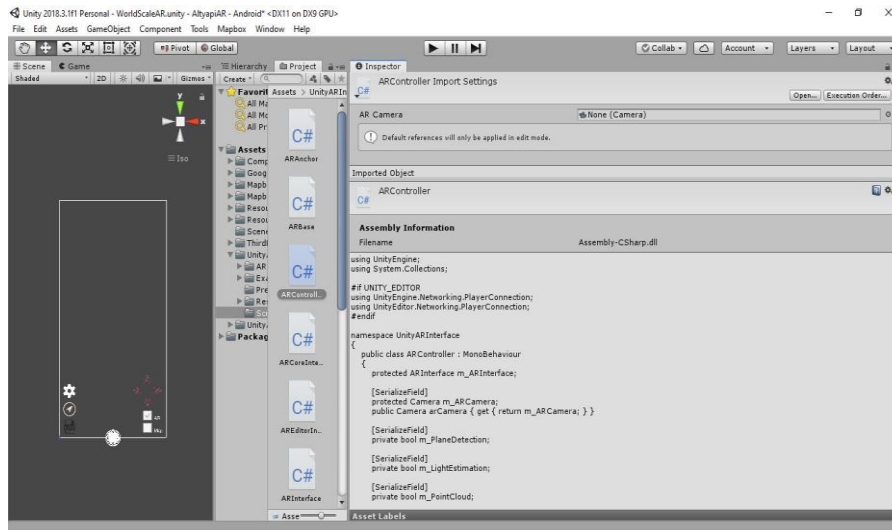 Unity 2018.3.1f1 Personal - WorldScaleAR.unity - AltyapiAR - Android* <DX11 on DX9 GPU>
File Edit Assets GameObject Component Tools Mapbox Window Help
Pivot Global Collab Account Layers Layout
Scene Game Hierarchy Project Inspector
Shaded 2D Gizmos Create
ARController Import Settings
Open... Execution Order...
Favorit Assets > UnityARIn
All Ma
All Mo
All Pr
AR Camera None (Camera)
Default references will only be applied in edit mode.
y
x
Iso
Assets
Comp
Goog
Mapb
Mapb
Resou
Resou
Scene
Third
Unity
AR
Exa
Pre
Res
Scr
Unity
Packag
C#
ARAnchor
C#
ARBase
C#
ARControll..
C#
ARCoreInte..
C#
AREditorIn..
C#
ARInterface
Asse
Imported Object
ARController
Assembly Information
Filename Assembly-CSharp.dll
using UnityEngine;
using System.Collections;
#if UNITY_EDITOR
using UnityEngine.Networking.PlayerConnection;
using UnityEditor.Networking.PlayerConnection;
#endif
namespace UnityARInterface
{
public class ARController : MonoBehaviour
{
protected ARInterface m_ARInterface;
[SerializeField]
protected Camera m_ARCamera;
public Camera arCamera { get { return m_ARCamera; } }
[SerializeField]
private bool m_PlaneDetection;
[SerializeField]
private bool m_LightEstimation;
[SerializeField]
private bool m_PointCloud;
Asset Labels